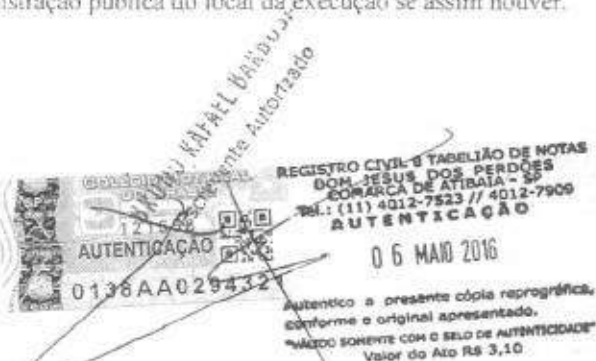 istração pública do local da execução se assim houver.
RAFAEL
Escrevente Autorizado
AUTENTICAÇÃO
0138AA029432
REGISTRO CIVIL E TABELIÃO DE NOTAS
DOM JESUS DOS PERDÕES
COMARCA DE ATIBAIA - SP
Tel.: (11) 4012-7523 // 4012-7909
AUTENTICAÇÃO
06 MAIO 2016
Autentico a presente cópia reprográfica,
conforme o original apresentado.
"VÁLIDO SOMENTE COM O SELO DE AUTENTICIDADE"
Valor do Ato R$ 3,10